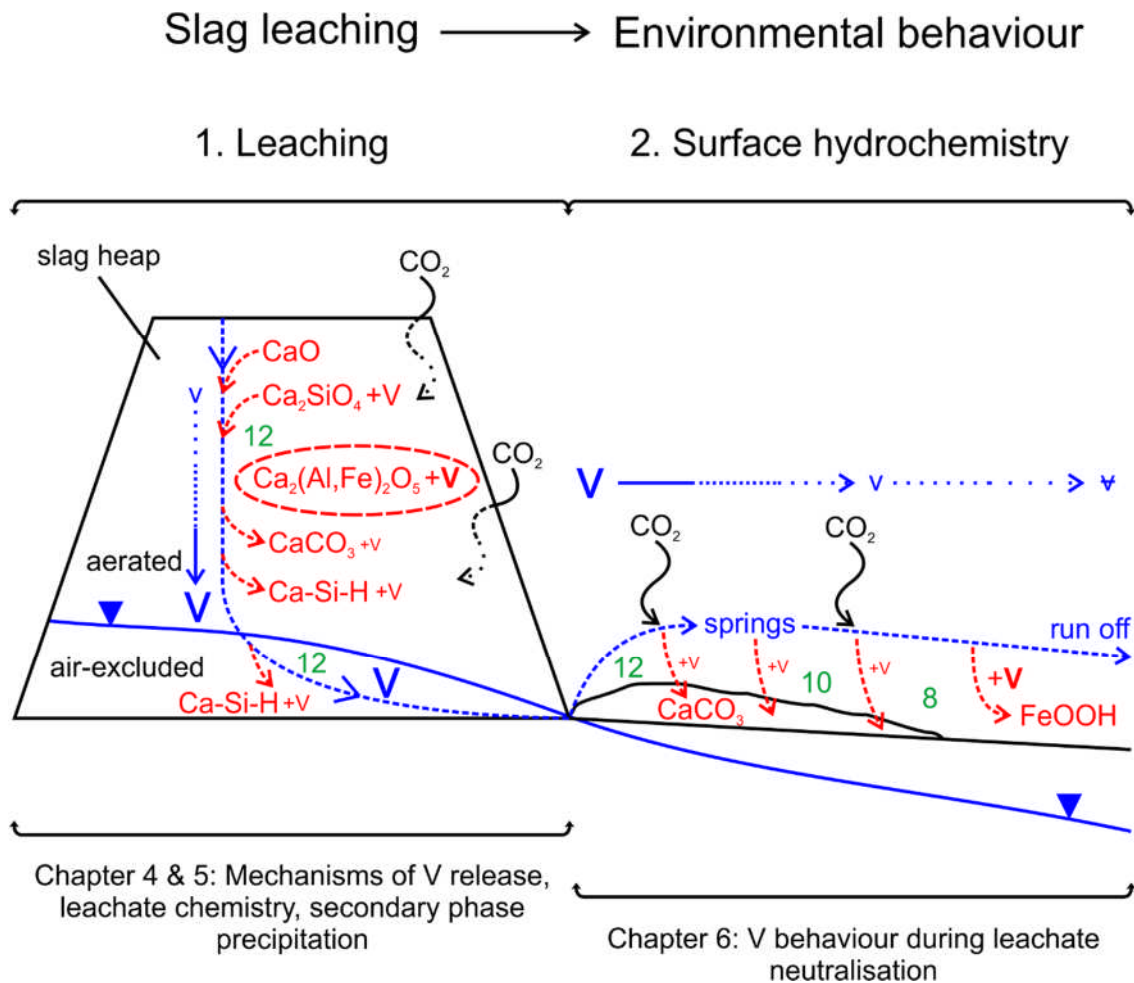 Slag leaching → Environmental behaviour
1. Leaching
2. Surface hydrochemistry
slag heap
CO₂
CaO
V
Ca₂SiO₄ +V
12
Ca₂(Al,Fe)₂O₅ +V
CO₂
CaCO₃ +V
aerated
Ca-Si-H +V
V
air-excluded
12
V
Ca-Si-H +V
V
V
V
CO₂
CO₂
springs
run off
12
+V
+V
10
+V
8
+V
CaCO₃
FeOOH
Chapter 4 & 5: Mechanisms of V release,
leachate chemistry, secondary phase
precipitation
Chapter 6: V behaviour during leachate
neutralisation